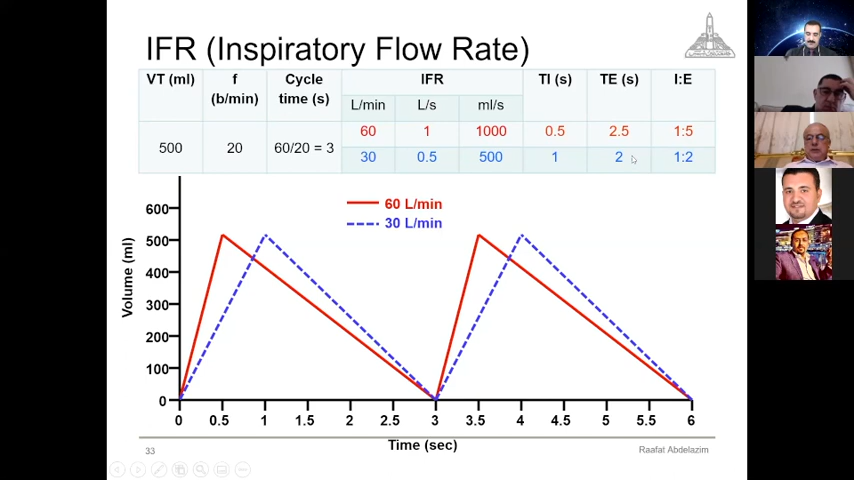 IFR (Inspiratory Flow Rate)
VT (ml) f (b/min) Cycle time (s) IFR TI (s) TE (s) I:E
L/min L/s ml/s
500 20 60/20 = 3
60 1 1000 0.5 2.5 1:5
30 0.5 500 1 2 1:2
60 L/min
30 L/min
Volume (ml)
600
500
400
300
200
100
0
0 0.5 1 1.5 2 2.5 3 3.5 4 4.5 5 5.5 6
Time (sec)
33
Raafat Abdelazim